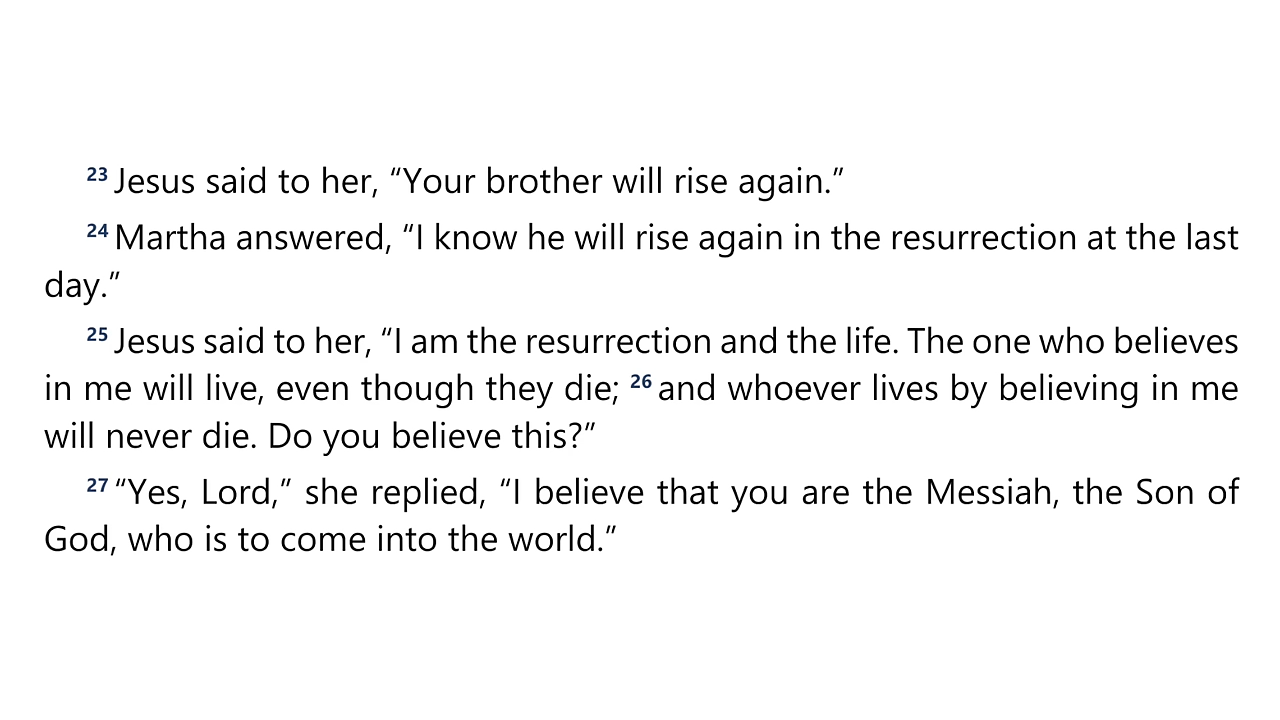 23 Jesus said to her, “Your brother will rise again.”
24 Martha answered, “I know he will rise again in the resurrection at the last
day.”
25 Jesus said to her, “I am the resurrection and the life. The one who believes
in me will live, even though they die; 26 and whoever lives by believing in me
will never die. Do you believe this?”
27 “Yes, Lord,” she replied, “I believe that you are the Messiah, the Son of
God, who is to come into the world.”